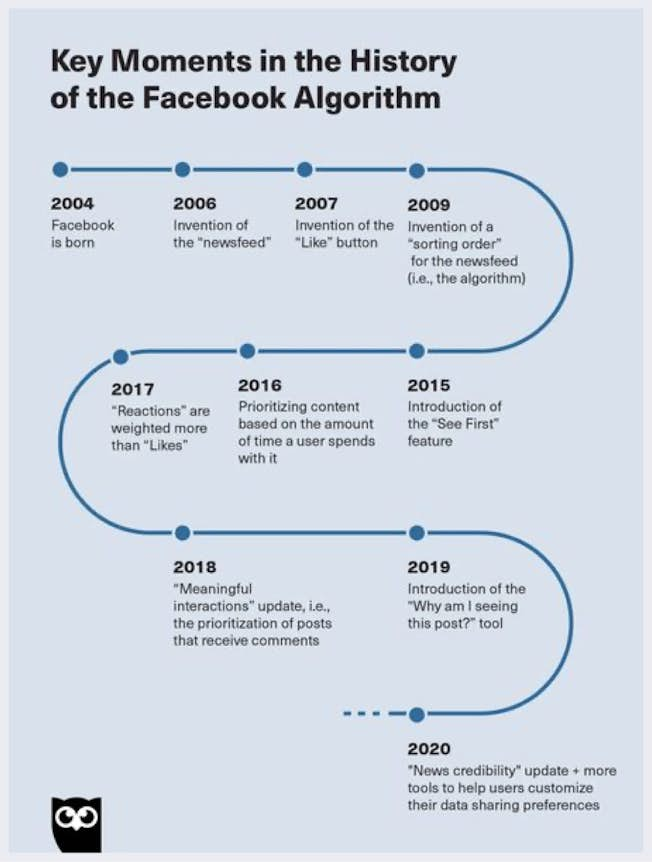 Key Moments in the History
of the Facebook Algorithm
2004
Facebook
is born
2006
Invention of
the “newsfeed”
2007
Invention of the
“Like” button
2009
Invention of a
“sorting order”
for the newsfeed
(i.e., the algorithm)
2015
Introduction of
the “See First”
feature
2016
Prioritizing content
based on the amount
of time a user spends
with it
2017
“Reactions” are
weighted more
than “Likes”
2018
“Meaningful
interactions” update, i.e.,
the prioritization of posts
that receive comments
2019
Introduction of the
“Why am I seeing
this post?” tool
2020
"News credibility" update + more
tools to help users customize
their data sharing preferences